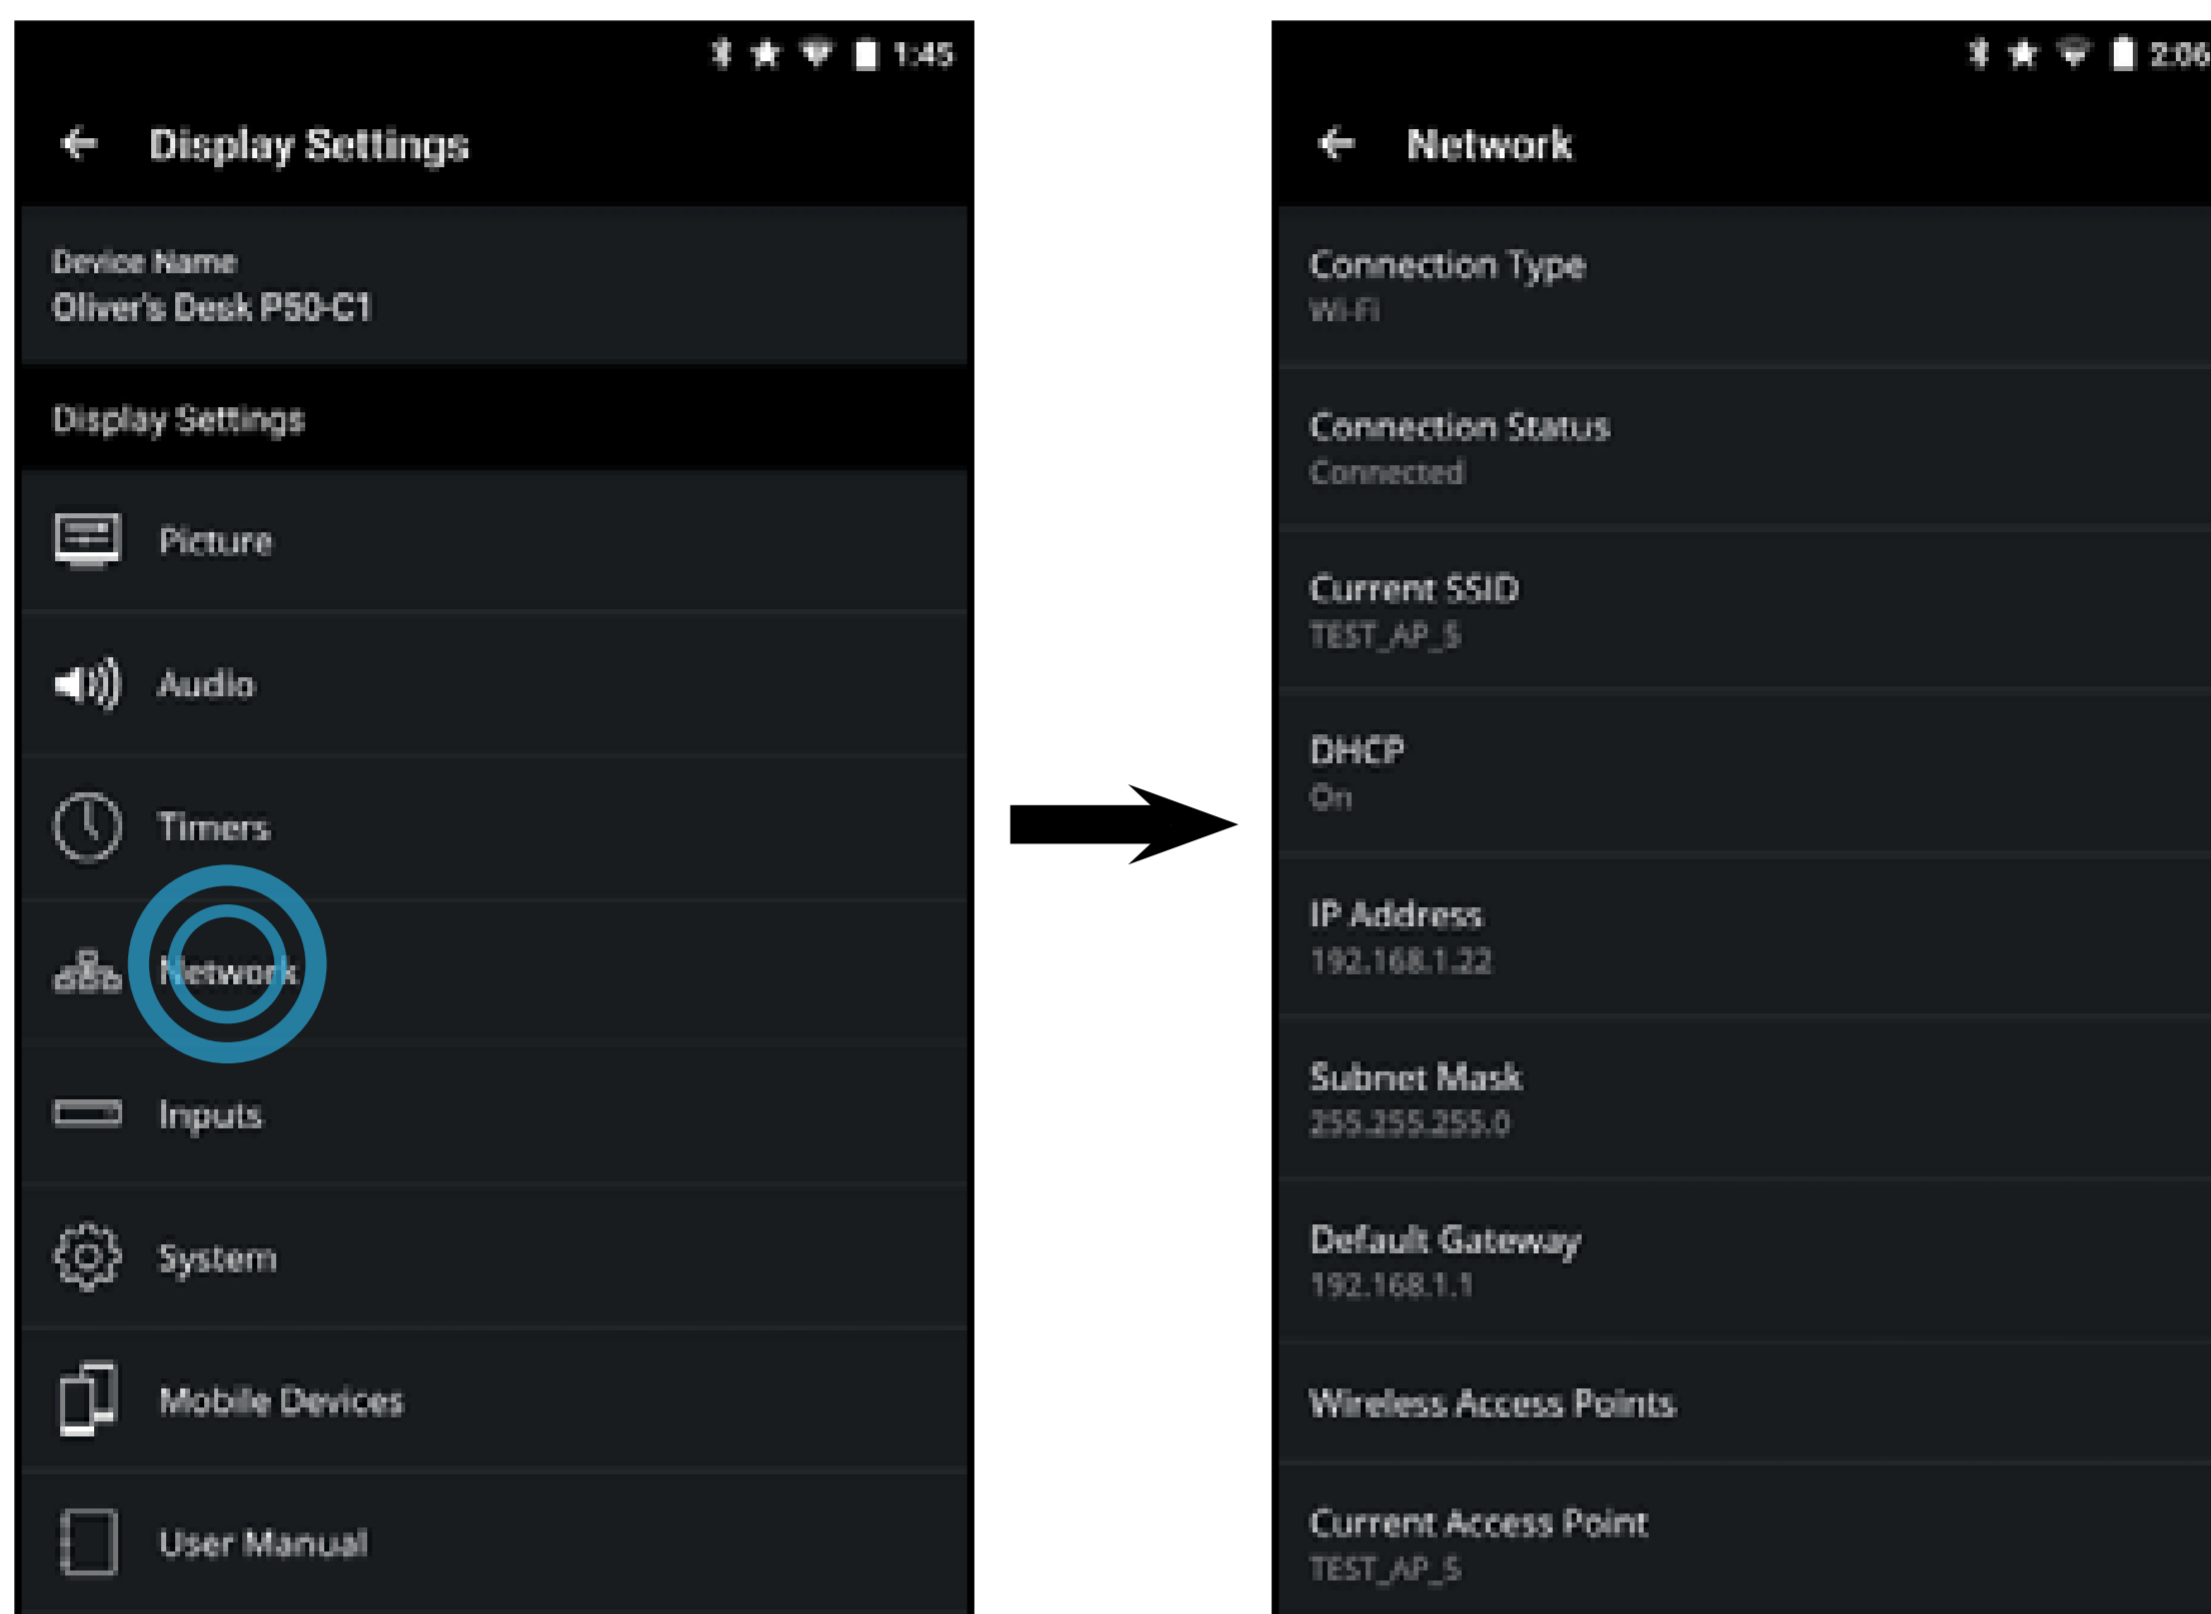 1:45
Display Settings
Device Name
Oliver's Desk P50-C1
Display Settings
Picture
Audio
Timers
Network
Inputs
System
Mobile Devices
User Manual
2:06
Network
Connection Type
Wi-Fi
Connection Status
Connected
Current SSID
TEST_AP_5
DHCP
On
IP Address
192.168.1.22
Subnet Mask
255.255.255.0
Default Gateway
192.168.1.1
Wireless Access Points
Current Access Point
TEST_AP_5